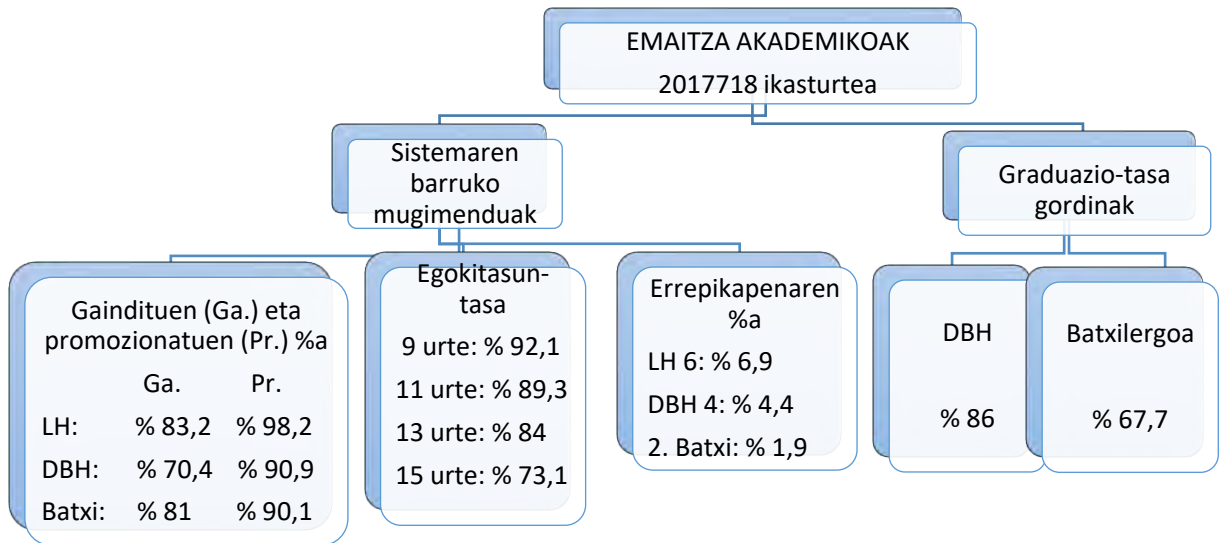 EMAITZA AKADEMIKOAK
2017718 ikasturtea
Sistemaren
barruko
mugimenduak
Graduazio-tasa
gordinak
Gaindituen (Ga.) eta
promozionatuen (Pr.) %a
Ga. Pr.
LH: % 83,2 % 98,2
DBH: % 70,4 % 90,9
Batxi: % 81 % 90,1
Egokitasun-
tasa
9 urte: % 92,1
11 urte: % 89,3
13 urte: % 84
15 urte: % 73,1
Errepikapenaren
%a
LH 6: % 6,9
DBH 4: % 4,4
2. Batxi: % 1,9
DBH
% 86
Batxilergoa
% 67,7